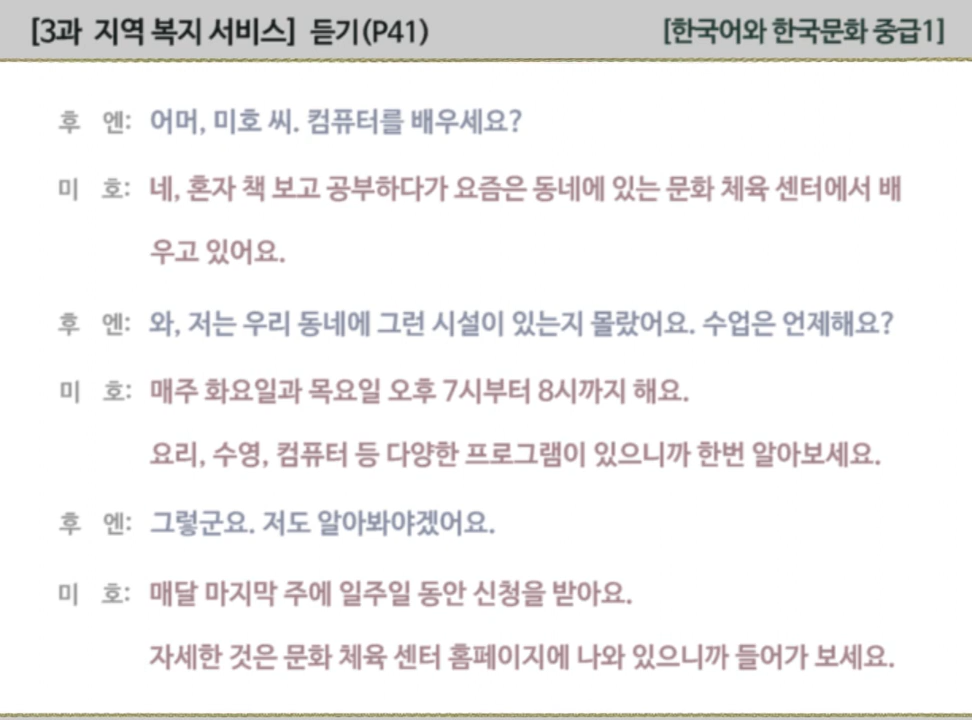 [3과 지역 복지 서비스] 듣기(P41) [한국어와 한국문화 중급1]
후 엔: 어머, 미호 씨. 컴퓨터를 배우세요?
미 호: 네, 혼자 책 보고 공부하다가 요즘은 동네에 있는 문화 체육 센터에서 배
우고 있어요.
후 엔: 와, 저는 우리 동네에 그런 시설이 있는지 몰랐어요. 수업은 언제해요?
미 호: 매주 화요일과 목요일 오후 7시부터 8시까지 해요.
요리, 수영, 컴퓨터 등 다양한 프로그램이 있으니까 한번 알아보세요.
후 엔: 그렇군요. 저도 알아봐야겠어요.
미 호: 매달 마지막 주에 일주일 동안 신청을 받아요.
자세한 것은 문화 체육 센터 홈페이지에 나와 있으니까 들어가 보세요.